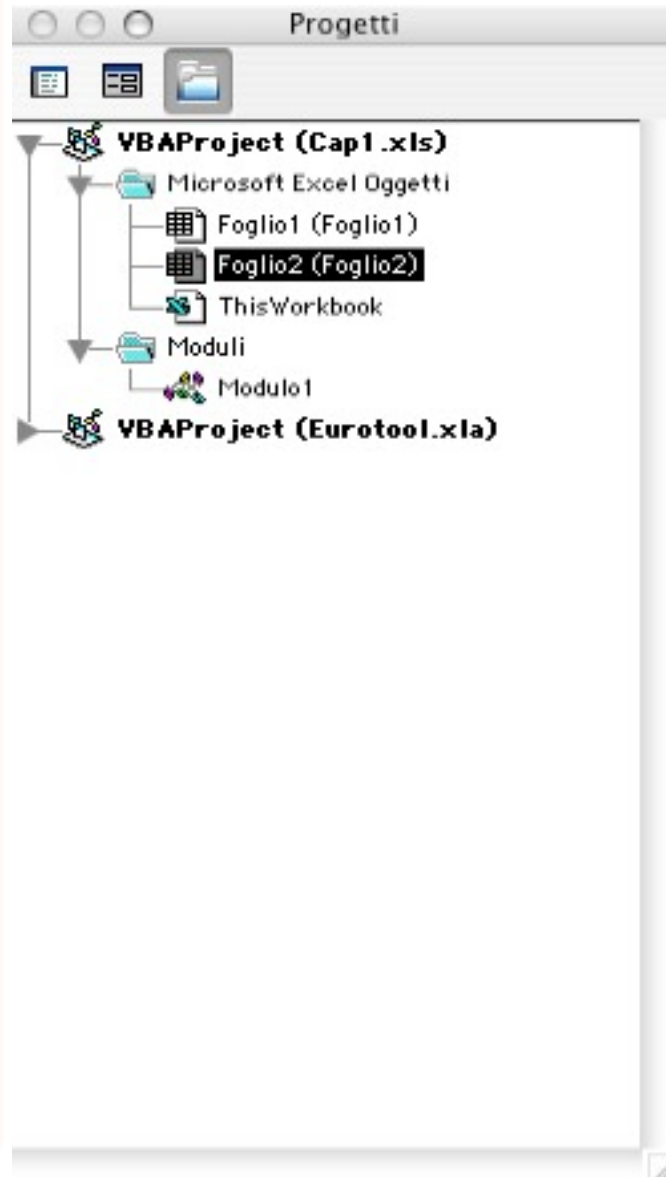 Progetti
VBAProject (Cap1.xls)
Microsoft Excel Oggetti
Foglio1 (Foglio1)
Foglio2 (Foglio2)
ThisWorkbook
Moduli
Modulo1
VBAProject (Eurotool.xla)